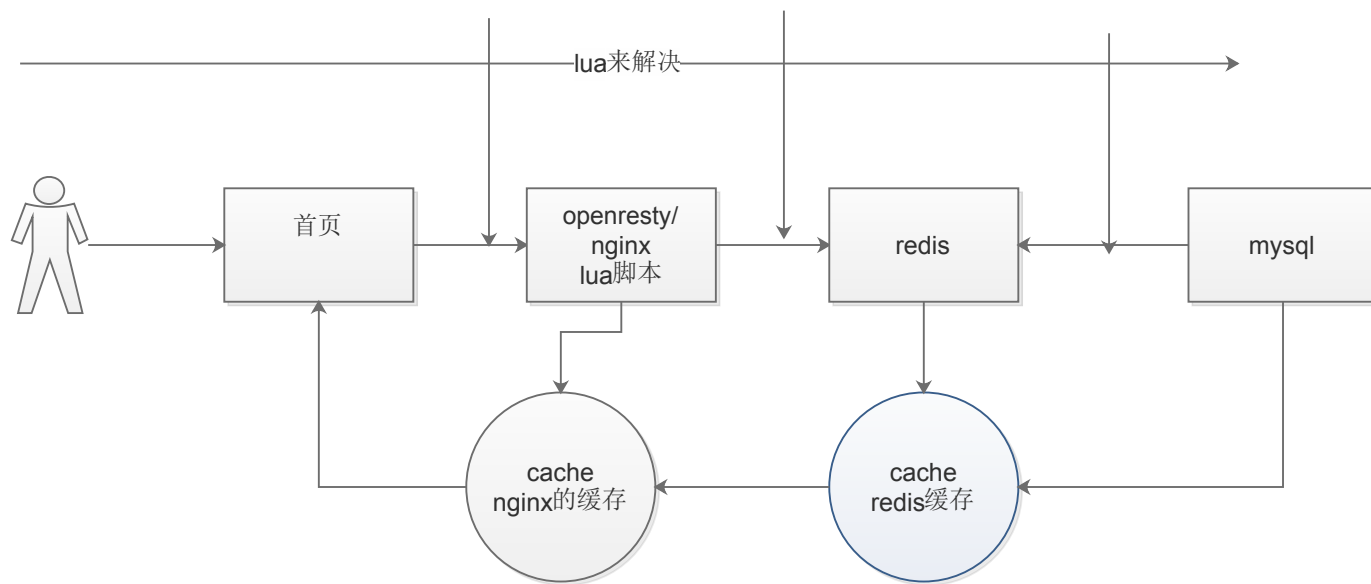 lua来解决
首页
openresty/
nginx
lua脚本
redis
mysql
cache
nginx的缓存
cache
redis缓存